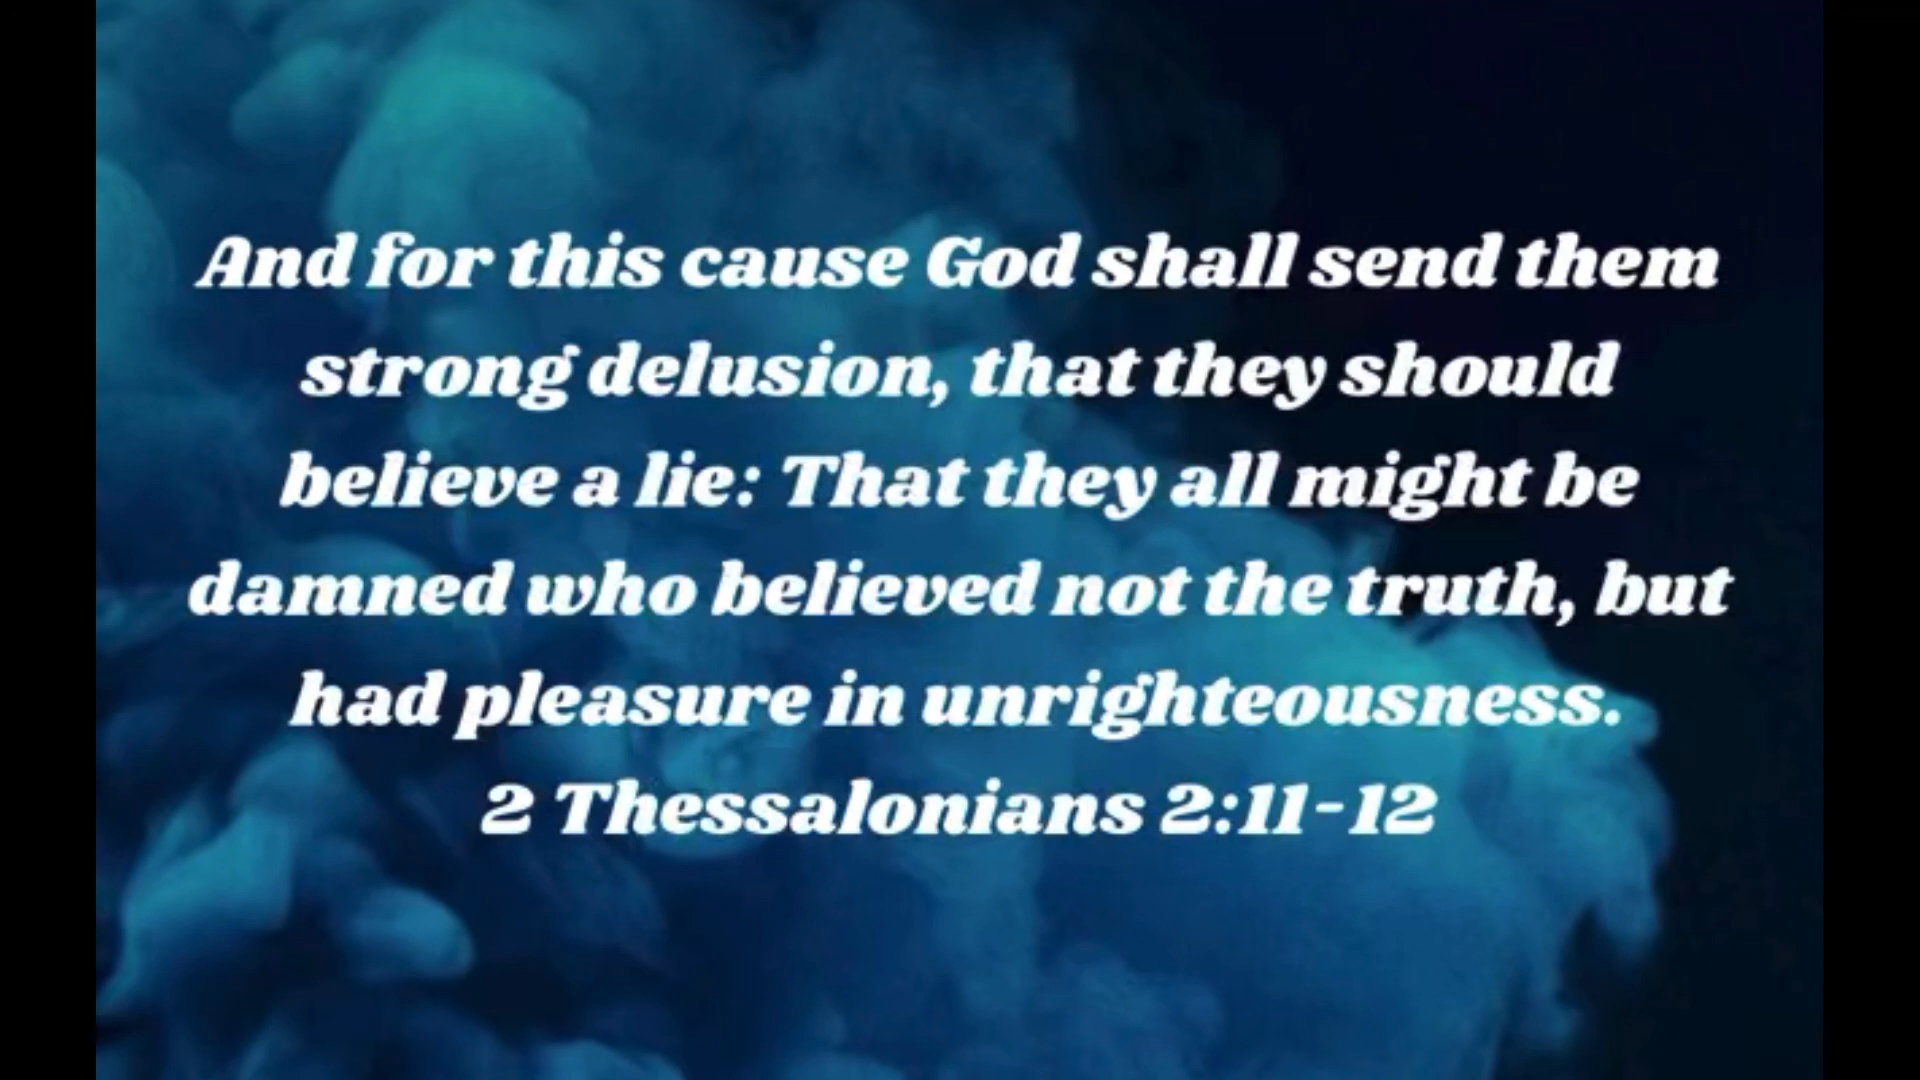 And for this cause God shall send them
strong delusion, that they should
believe a lie: That they all might be
damned who believed not the truth, but
had pleasure in unrighteousness.
2 Thessalonians 2:11-12